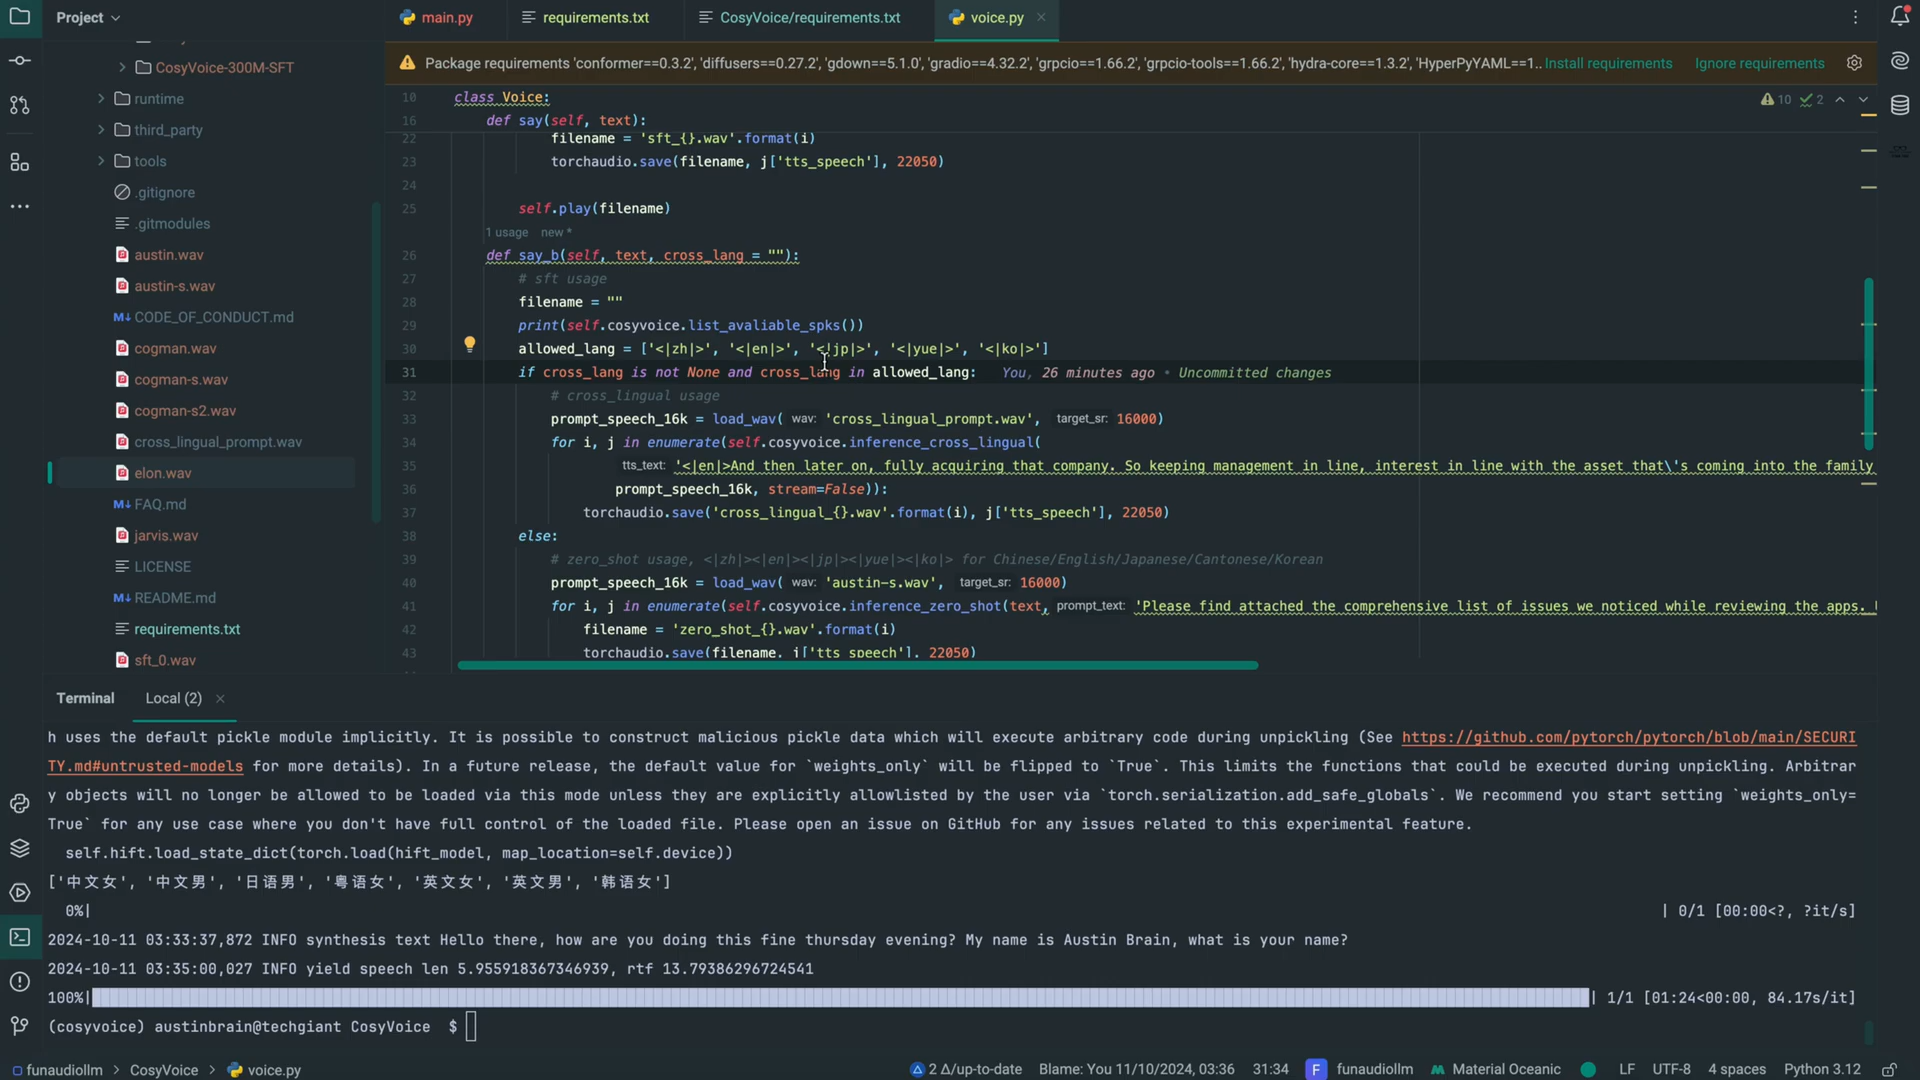 Project
main.py
requirements.txt
CosyVoice/requirements.txt
voice.py
Package requirements 'conformer==0.3.2', 'diffusers==0.27.2', 'gdown==5.1.0', 'gradio==4.32.2', 'grpcio==1.66.2', 'grpcio-tools==1.66.2', 'hydra-core==1.3.2', 'HyperPyYAML==1... Install requirements Ignore requirements
CosyVoice-300M-SFT
runtime
third_party
tools
.gitignore
.gitmodules
austin.wav
austin-s.wav
M↓ CODE_OF_CONDUCT.md
cogman.wav
cogman-s.wav
cogman-s2.wav
cross_lingual_prompt.wav
elon.wav
M↓ FAQ.md
jarvis.wav
LICENSE
M↓ README.md
requirements.txt
sft_0.wav
10 class Voice:
10 2
16 def say(self, text):
22 filename = 'sft_{}.wav'.format(i)
23 torchaudio.save(filename, j['tts_speech'], 22050)
24
25 self.play(filename)
1 usage new *
26 def say_b(self, text, cross_lang = ""):
27 # sft usage
28 filename = ""
29 print(self.cosyvoice.list_avaliable_spks())
30 allowed_lang = ['<|zh|>', '<|en|>', '<|jp|>', '<|yue|>', '<|ko|>']
31 if cross_lang is not None and cross_lang in allowed_lang: You, 26 minutes ago • Uncommitted changes
32 # cross_lingual usage
33 prompt_speech_16k = load_wav( wav: 'cross_lingual_prompt.wav', target_sr: 16000)
34 for i, j in enumerate(self.cosyvoice.inference_cross_lingual(
35 tts_text: '<|en|>And then later on, fully acquiring that company. So keeping management in line, interest in line with the asset that\'s coming into the family
36 prompt_speech_16k, stream=False)):
37 torchaudio.save('cross_lingual_{}.wav'.format(i), j['tts_speech'], 22050)
38 else:
39 # zero_shot usage, <|zh|><|en|><|jp|><|yue|><|ko|> for Chinese/English/Japanese/Cantonese/Korean
40 prompt_speech_16k = load_wav( wav: 'austin-s.wav', target_sr: 16000)
41 for i, j in enumerate(self.cosyvoice.inference_zero_shot(text, prompt_text: 'Please find attached the comprehensive list of issues we noticed while reviewing the apps.
42 filename = 'zero_shot_{}.wav'.format(i)
43 torchaudio.save(filename, j['tts_speech'], 22050)
Terminal Local (2)
h uses the default pickle module implicitly. It is possible to construct malicious pickle data which will execute arbitrary code during unpickling (See https://github.com/pytorch/pytorch/blob/main/SECURI
TY.md#untrusted-models for more details). In a future release, the default value for `weights_only` will be flipped to `True`. This limits the functions that could be executed during unpickling. Arbitrar
y objects will no longer be allowed to be loaded via this mode unless they are explicitly allowlisted by the user via `torch.serialization.add_safe_globals`. We recommend you start setting `weights_only=
True` for any use case where you don't have full control of the loaded file. Please open an issue on GitHub for any issues related to this experimental feature.
self.hift.load_state_dict(torch.load(hift_model, map_location=self.device))
['中文女', '中文男', '日语男', '粤语女', '英文女', '英文男', '韩语女']
0%| | 0/1 [00:00<?, ?it/s]
2024-10-11 03:33:37,872 INFO synthesis text Hello there, how are you doing this fine thursday evening? My name is Austin Brain, what is your name?
2024-10-11 03:35:00,027 INFO yield speech len 5.955918367346939, rtf 13.79386296724541
100%| | 1/1 [01:24<00:00, 84.17s/it]
(cosyvoice) austinbrain@techgiant CosyVoice $
funaudiollm > CosyVoice > voice.py
2 Δ/up-to-date Blame: You 11/10/2024, 03:36 31:34 F funaudiollm Material Oceanic LF UTF-8 4 spaces Python 3.12